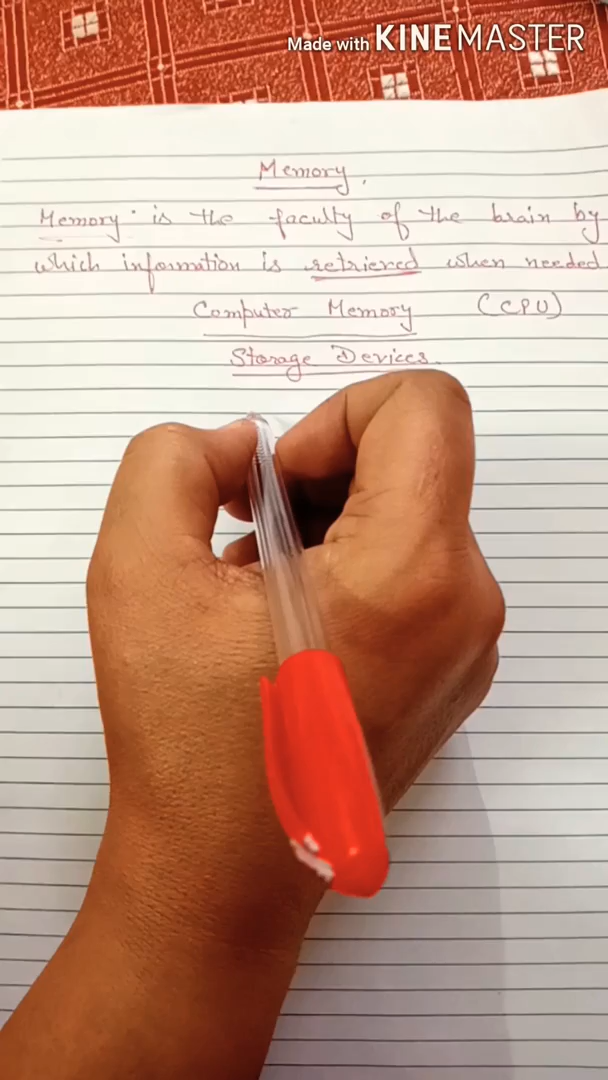 Made with KINEMASTER
Memory.
Memory is the faculty of the brain by
which information is retrieved when needed
Computer Memory (CPU)
Storage Devices.